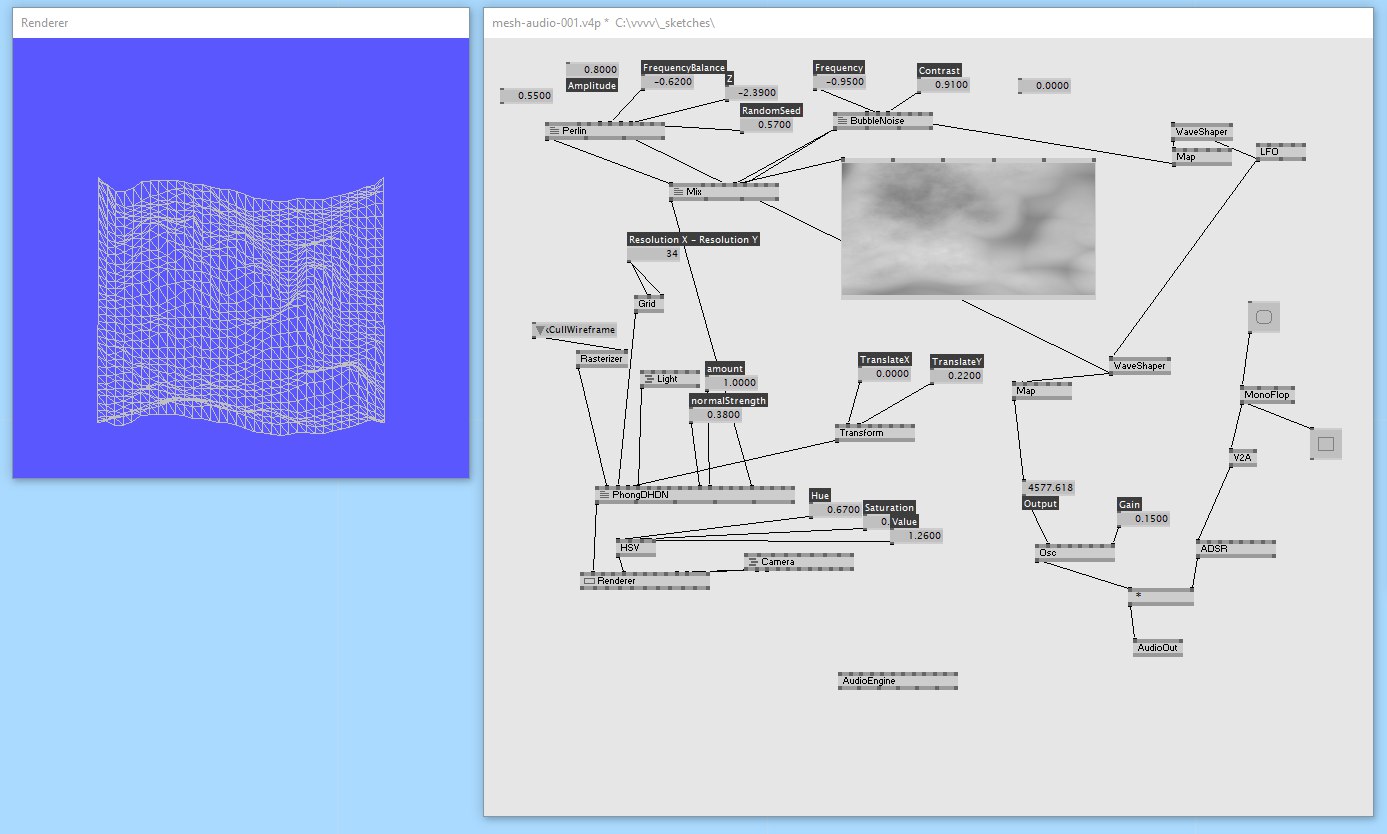 Renderer
mesh-audio-001.v4p * C:\vvvv\_sketches\
0.8000
Amplitude
0.5500
FrequencyBalance
-0.6200
Z
-2.3900
RandomSeed
0.5700
Frequency
-0.9500
Contrast
0.9100
0.0000
Perlin
BubbleNoise
WaveShaper
Map
LFO
Mix
Resolution X - Resolution Y
34
Grid
CullWireframe
Rasterizer
Light
amount
1.0000
normalStrength
0.3800
TranslateX
0.0000
TranslateY
0.2200
Transform
WaveShaper
Map
MonoFlop
V2A
4577.618
Output
Gain
0.1500
PhongDHDN
Hue
0.6700
Saturation
0.
Value
1.2600
HSV
Camera
Renderer
Osc
ADSR
*
AudioOut
AudioEngine